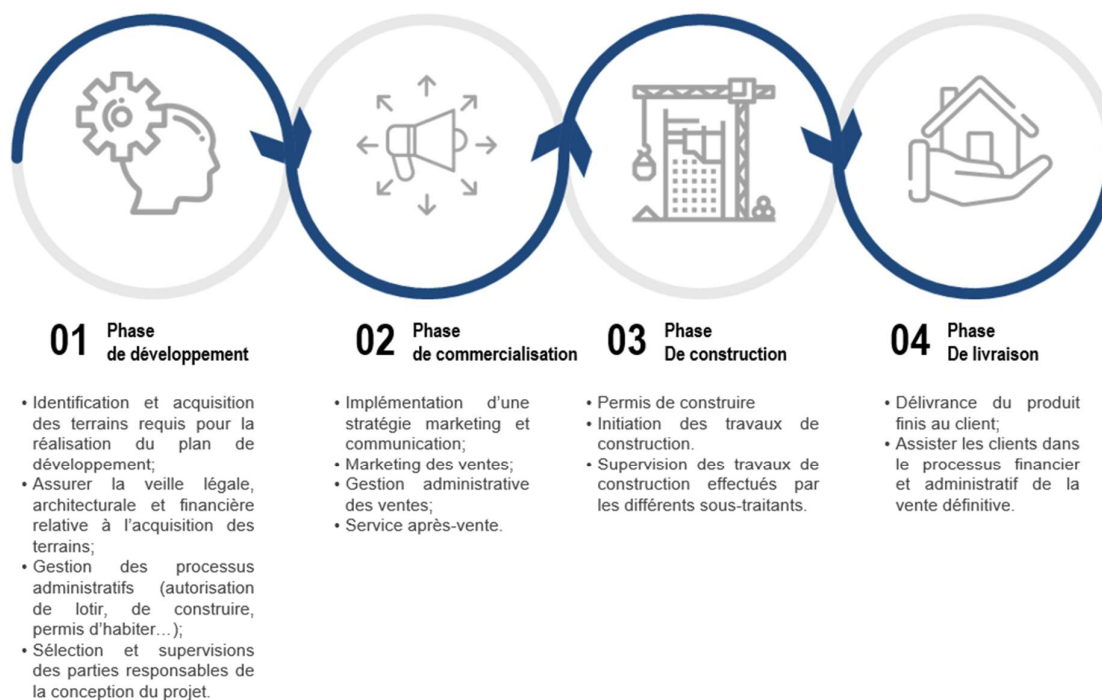 01 Phase
de développement
• Identification et acquisition
des terrains requis pour la
réalisation du plan de
développement;
• Assurer la veille légale,
architecturale et financière
relative à l’acquisition des
terrains;
• Gestion des processus
administratifs (autorisation
de lotir, de construire,
permis d’habiter…);
• Sélection et supervisions
des parties responsables de
la conception du projet.
02 Phase
de commercialisation
• Implémentation d’une
stratégie marketing et
communication;
• Marketing des ventes;
• Gestion administrative
des ventes;
• Service après-vente.
03 Phase
De construction
• Permis de construire
• Initiation des travaux de
construction.
• Supervision des travaux de
construction effectués par
les différents sous-traitants.
04 Phase
De livraison
• Délivrance du produit
finis au client;
• Assister les clients dans
le processus financier
et administratif de la
vente définitive.